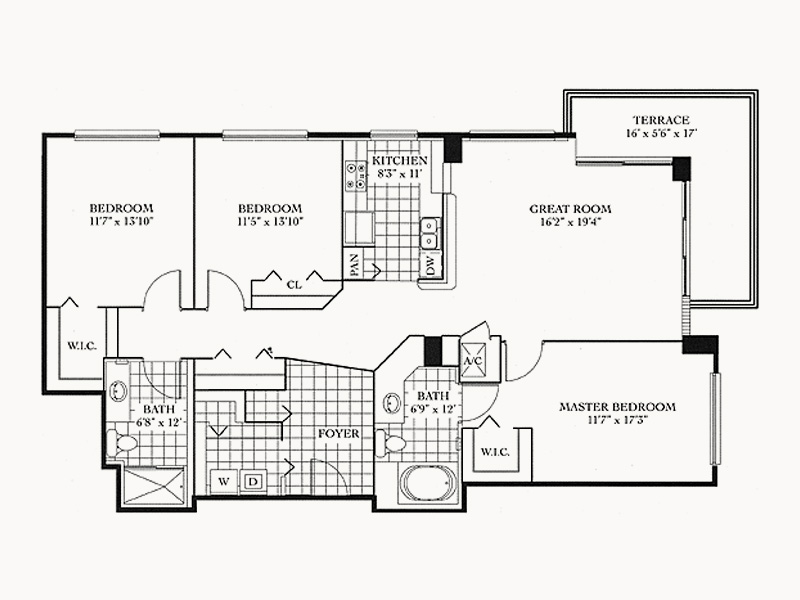 TERRACE
16' x 5'6" x 17'
KITCHEN
8'3" x 11'
BEDROOM
11'7" x 13'10"
BEDROOM
11'5" x 13'10"
GREAT ROOM
16'2" x 19'4"
PAN
DW
CL
W.I.C.
A/C
BATH
6'8" x 12'
BATH
6'9" x 12'
MASTER BEDROOM
11'7" x 17'3"
FOYER
W.I.C.
W
D